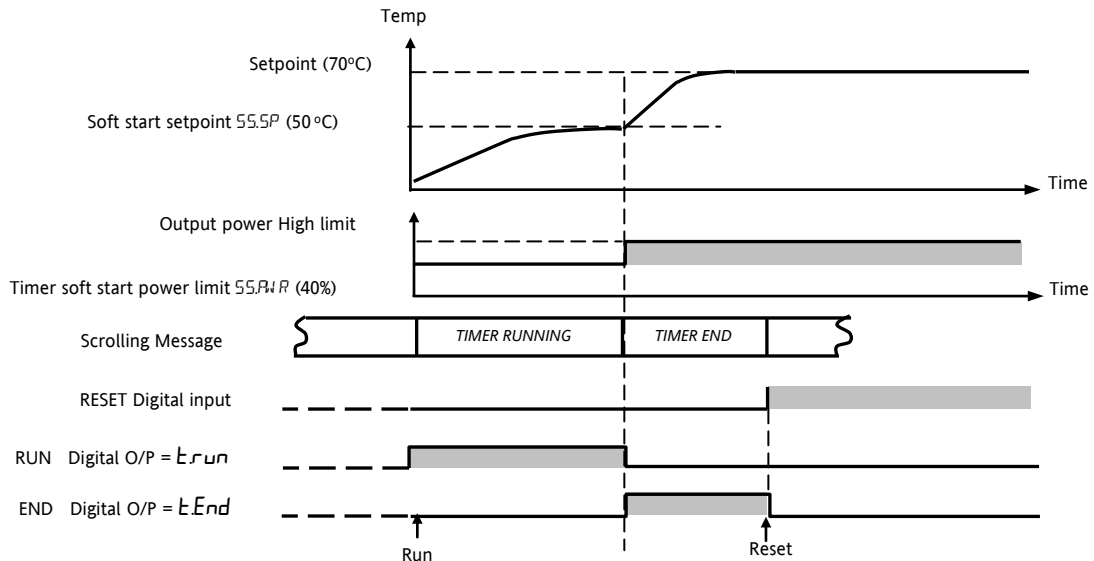 Temp
Setpoint (70ºC)
Soft start setpoint SS.SP (50 ºC)
Time
Output power High limit
Timer soft start power limit SS.PWR (40%)
Time
Scrolling Message
TIMER RUNNING
TIMER END
RESET Digital input
RUN Digital O/P = t.run
END Digital O/P = t.End
Run
Reset